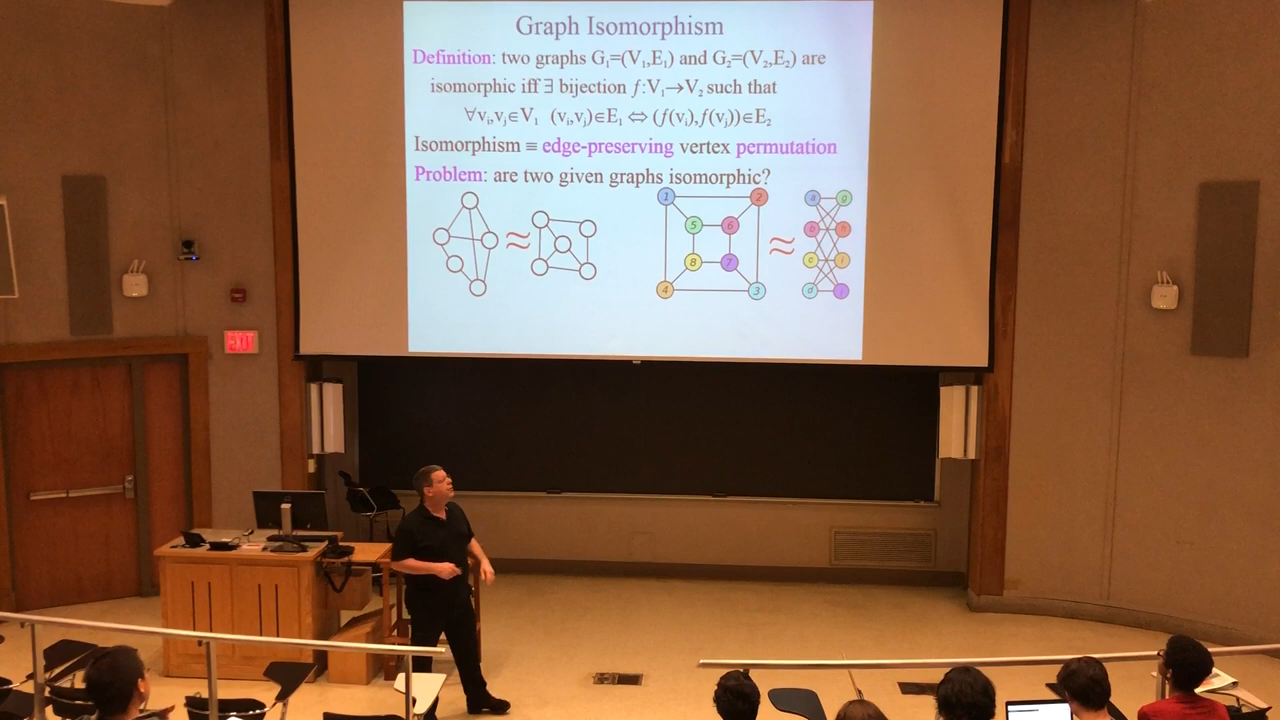 Graph Isomorphism
Definition: two graphs G₁=(V₁,E₁) and G₂=(V₂,E₂) are
isomorphic iff ∃ bijection f:V₁→V₂ such that
∀vᵢ,vⱼ∈V₁ (vᵢ,vⱼ)∈E₁ ⇔ (f(vᵢ),f(vⱼ))∈E₂
Isomorphism ≡ edge-preserving vertex permutation
Problem: are two given graphs isomorphic?
≈
1 2
5 6
8 7
4 3
≈
a g
b h
c i
d j
EXIT